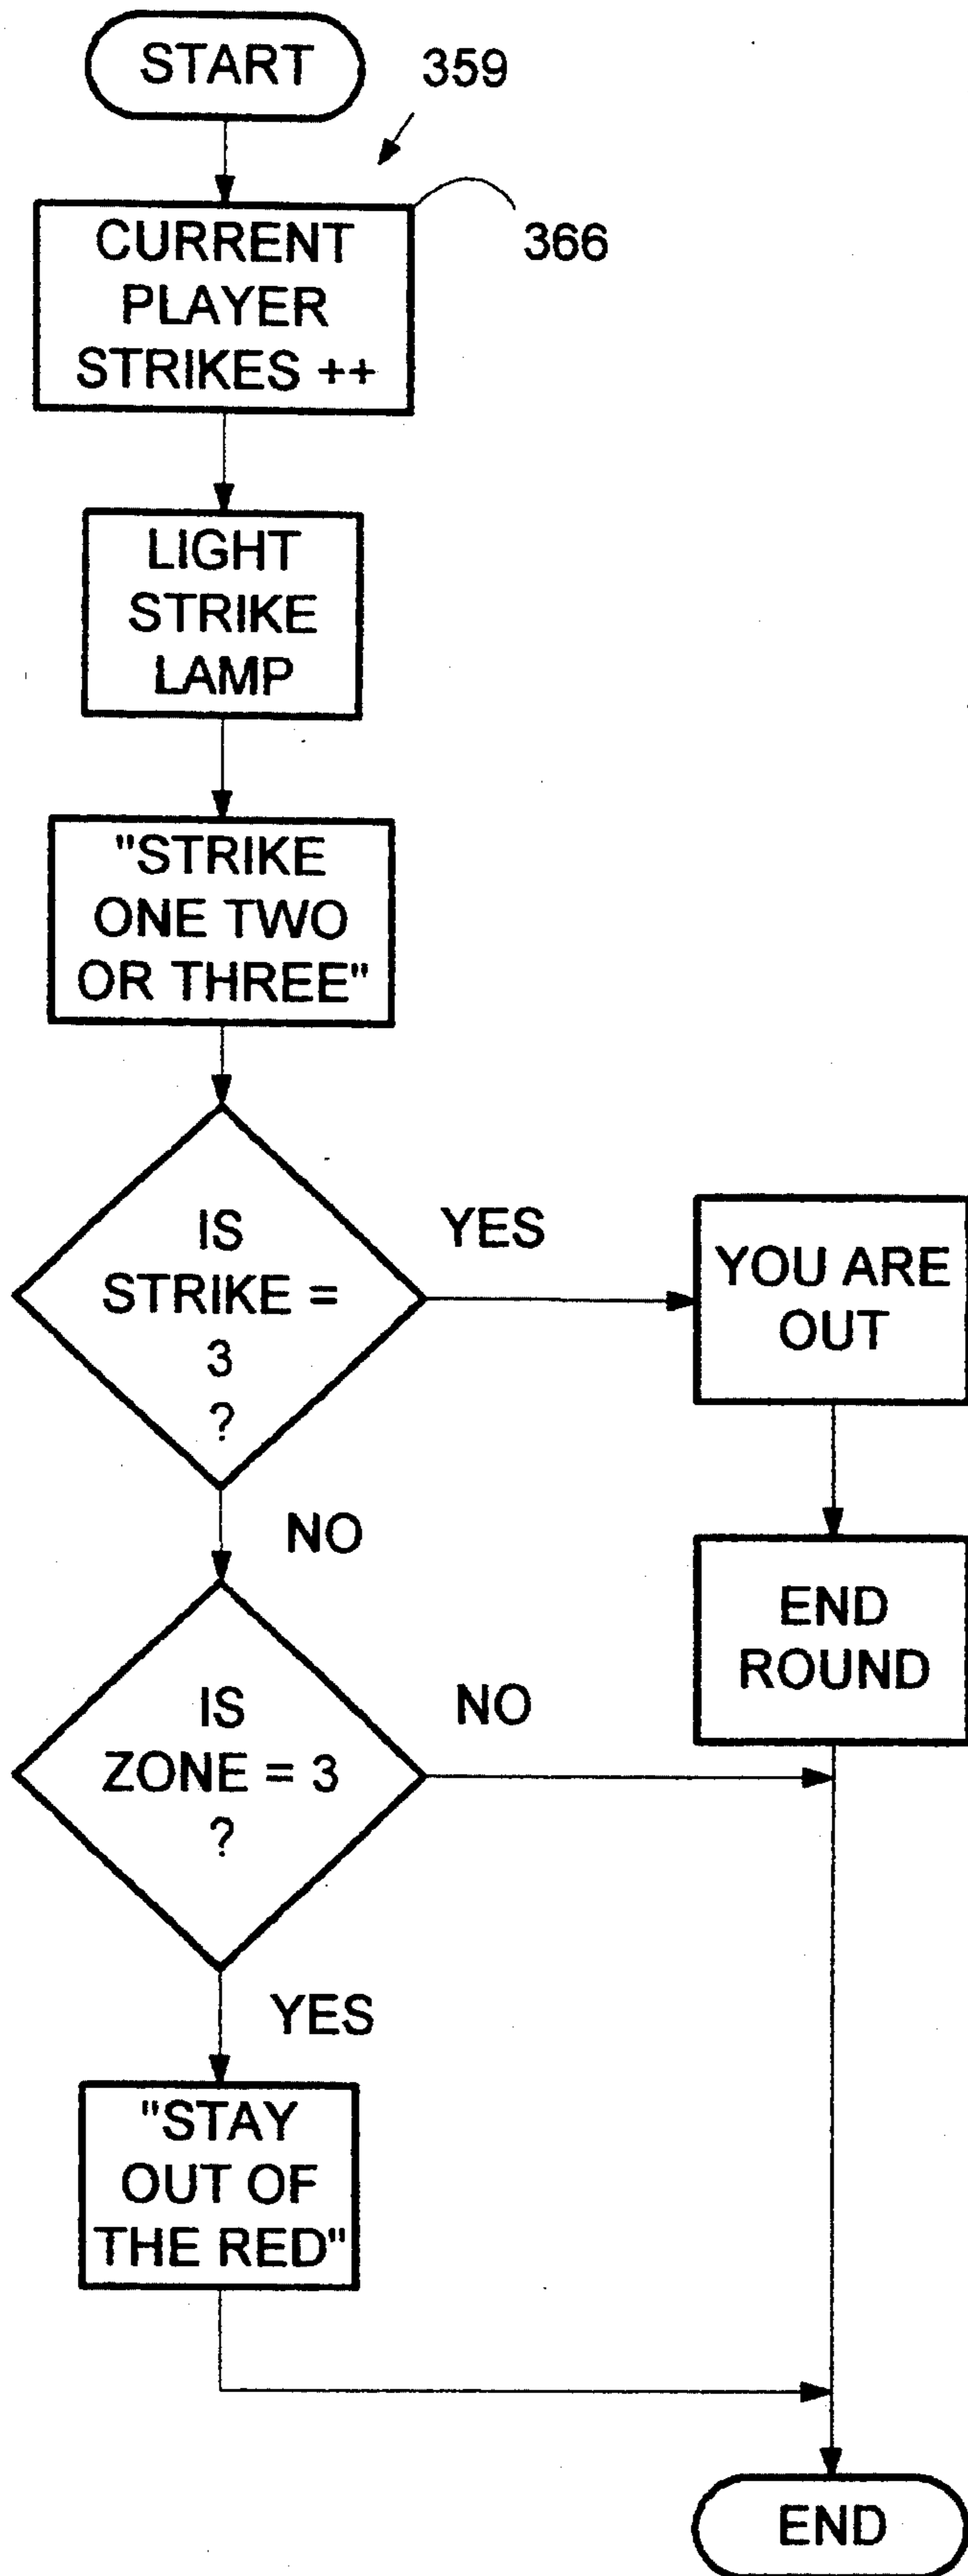 START
359
366
CURRENT
PLAYER
STRIKES ++
LIGHT
STRIKE
LAMP
"STRIKE
ONE TWO
OR THREE"
IS
STRIKE =
3
?
YES
YOU ARE
OUT
NO
END
ROUND
IS
ZONE = 3
?
NO
YES
"STAY
OUT OF
THE RED"
END